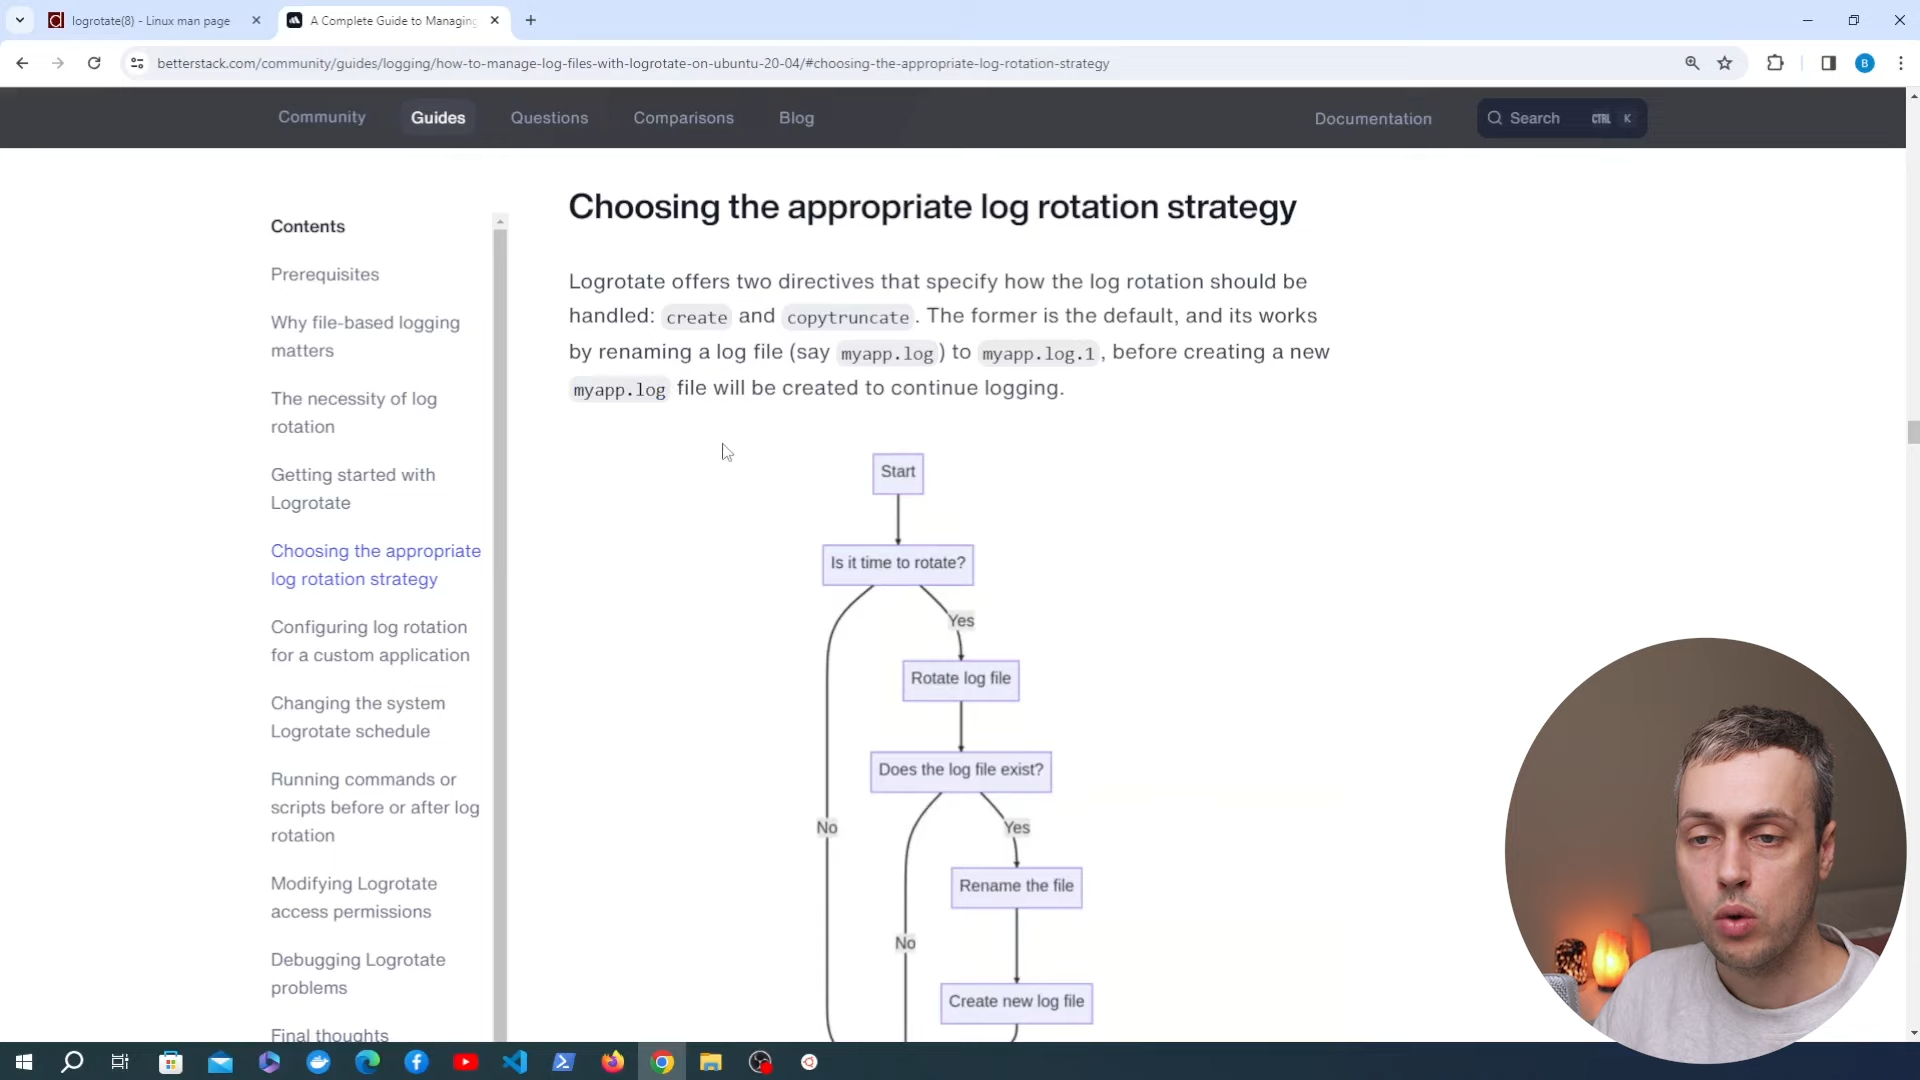 logrotate(8) - Linux man page
A Complete Guide to Managing
betterstack.com/community/guides/logging/how-to-manage-log-files-with-logrotate-on-ubuntu-20-04/#choosing-the-appropriate-log-rotation-strategy
B
Community
Guides
Questions
Comparisons
Blog
Documentation
Search
CTRL
K
Contents
Prerequisites
Why file-based logging
matters
The necessity of log
rotation
Getting started with
Logrotate
Choosing the appropriate
log rotation strategy
Configuring log rotation
for a custom application
Changing the system
Logrotate schedule
Running commands or
scripts before or after log
rotation
Modifying Logrotate
access permissions
Debugging Logrotate
problems
Final thoughts
Choosing the appropriate log rotation strategy
Logrotate offers two directives that specify how the log rotation should be
handled: create and copytruncate. The former is the default, and its works
by renaming a log file (say myapp.log) to myapp.log.1, before creating a new
myapp.log file will be created to continue logging.
Start
Is it time to rotate?
Yes
Rotate log file
Does the log file exist?
No
Yes
Rename the file
No
Create new log file